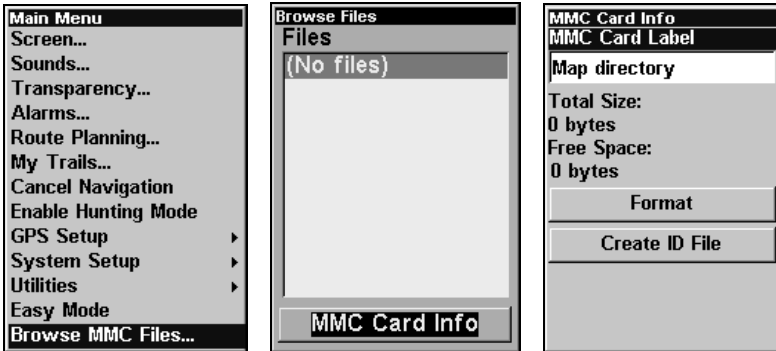 Main Menu
Screen...
Sounds...
Transparency...
Alarms...
Route Planning...
My Trails...
Cancel Navigation
Enable Hunting Mode
GPS Setup
System Setup
Utilities
Easy Mode
Browse MMC Files...
Browse Files
Files
(No files)
MMC Card Info
MMC Card Info
MMC Card Label
Map directory
Total Size:
0 bytes
Free Space:
0 bytes
Format
Create ID File